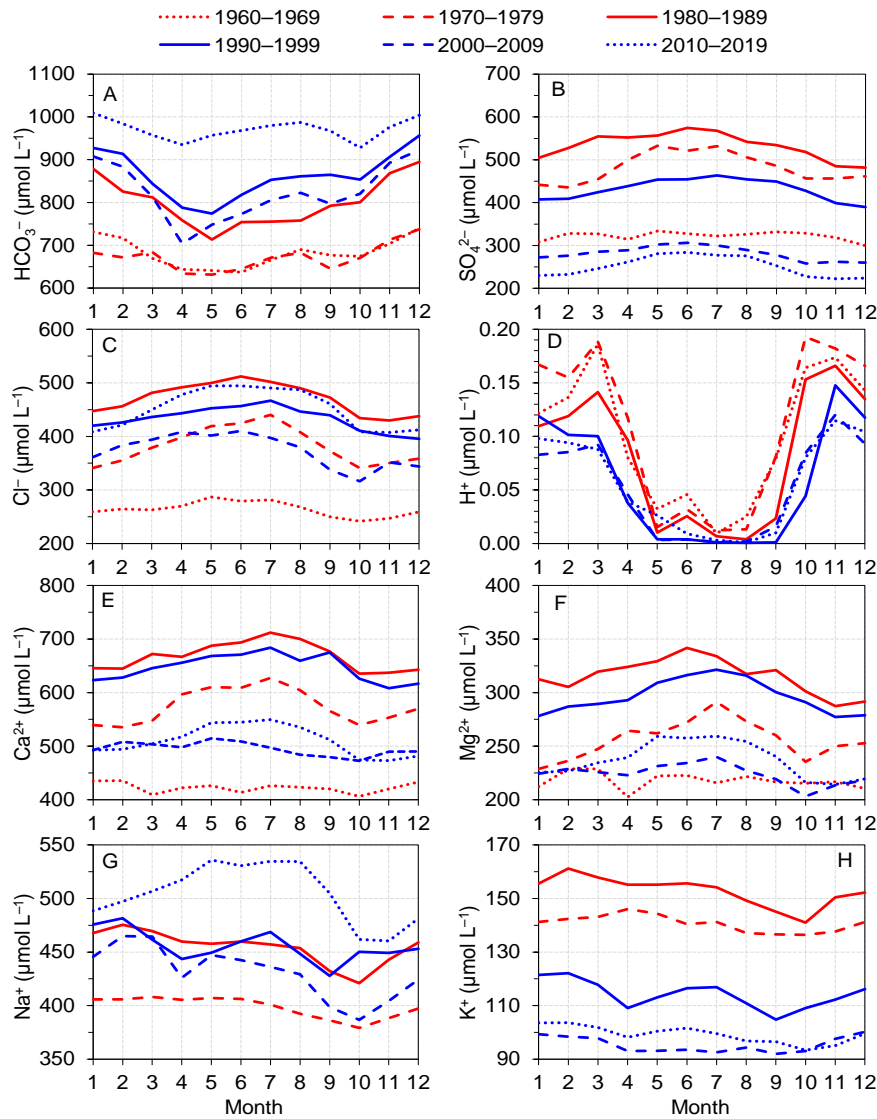 1960–1969 1970–1979 1980–1989
1990–1999 2000–2009 2010–2019
A
HCO₃⁻ (µmol L⁻¹)
1100
1000
900
800
700
600
1 2 3 4 5 6 7 8 9 10 11 12
B
SO₄²⁻ (µmol L⁻¹)
700
600
500
400
300
200
1 2 3 4 5 6 7 8 9 10 11 12
C
Cl⁻ (µmol L⁻¹)
600
500
400
300
200
1 2 3 4 5 6 7 8 9 10 11 12
D
H⁺ (µmol L⁻¹)
0.20
0.15
0.10
0.05
0.00
1 2 3 4 5 6 7 8 9 10 11 12
E
Ca²⁺ (µmol L⁻¹)
800
700
600
500
400
1 2 3 4 5 6 7 8 9 10 11 12
F
Mg²⁺ (µmol L⁻¹)
400
350
300
250
200
1 2 3 4 5 6 7 8 9 10 11 12
G
Na⁺ (µmol L⁻¹)
550
500
450
400
350
1 2 3 4 5 6 7 8 9 10 11 12
Month
H
K⁺ (µmol L⁻¹)
170
150
130
110
90
1 2 3 4 5 6 7 8 9 10 11 12
Month